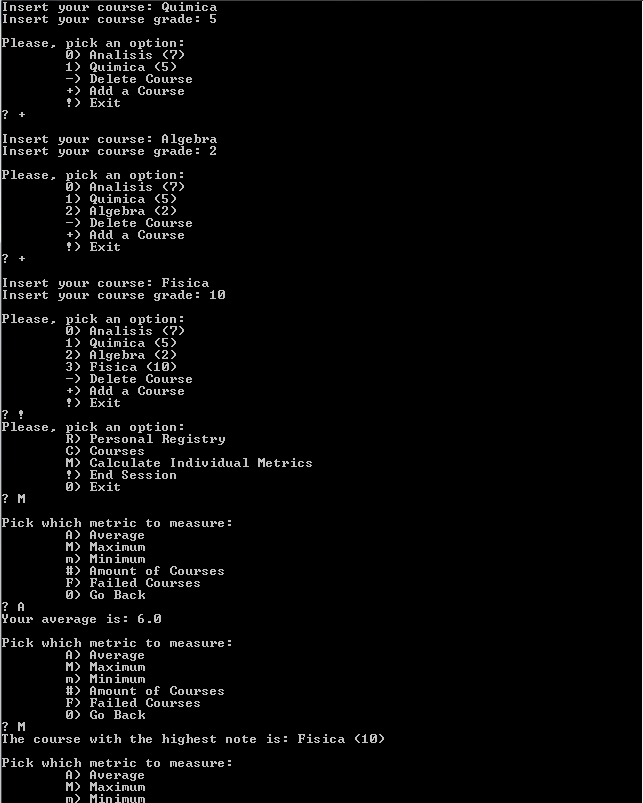 Insert your course: Quimica
Insert your course grade: 5
Please, pick an option:
0) Analisis (7)
1) Quimica (5)
-) Delete Course
+) Add a Course
!) Exit
? +
Insert your course: Algebra
Insert your course grade: 2
Please, pick an option:
0) Analisis (7)
1) Quimica (5)
2) Algebra (2)
-) Delete Course
+) Add a Course
!) Exit
? +
Insert your course: Fisica
Insert your course grade: 10
Please, pick an option:
0) Analisis (7)
1) Quimica (5)
2) Algebra (2)
3) Fisica (10)
-) Delete Course
+) Add a Course
!) Exit
? !
Please, pick an option:
R) Personal Registry
C) Courses
M) Calculate Individual Metrics
!) End Session
0) Exit
? M
Pick which metric to measure:
A) Average
M) Maximum
m) Minimum
#) Amount of Courses
F) Failed Courses
0) Go Back
? A
Your average is: 6.0
Pick which metric to measure:
A) Average
M) Maximum
m) Minimum
#) Amount of Courses
F) Failed Courses
0) Go Back
? M
The course with the highest note is: Fisica (10)
Pick which metric to measure:
A) Average
M) Maximum
m) Minimum